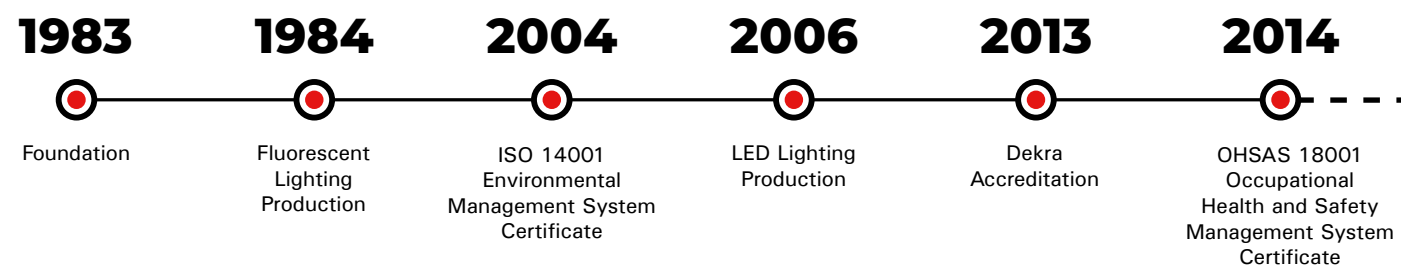 1983
Foundation
1984
Fluorescent
Lighting
Production
2004
ISO 14001
Environmental
Management System
Certificate
2006
LED Lighting
Production
2013
Dekra
Accreditation
2014
OHSAS 18001
Occupational
Health and Safety
Management System
Certificate